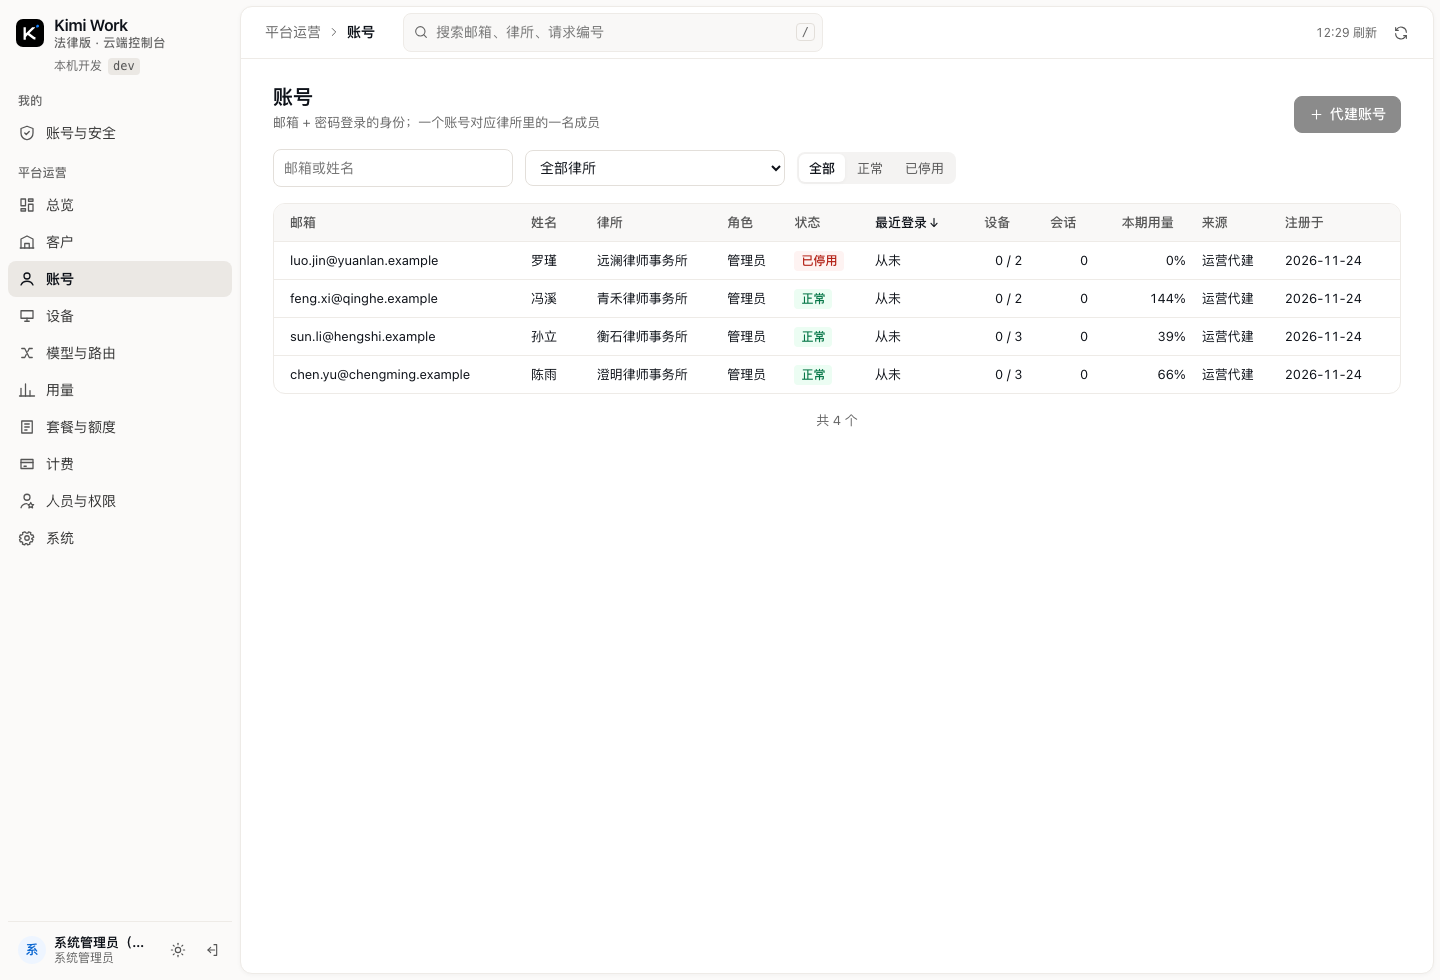 Kimi Work
法律版 · 云端控制台
本机开发 dev
我的
账号与安全
平台运营
总览
客户
账号
设备
模型与路由
用量
套餐与额度
计费
人员与权限
系统
系
系统管理员（...
系统管理员
平台运营 > 账号
搜索邮箱、律所、请求编号 /
12:29 刷新
账号
邮箱 + 密码登录的身份；一个账号对应律所里的一名成员
+ 代建账号
邮箱或姓名 全部律所 全部 正常 已停用
邮箱 姓名 律所 角色 状态 最近登录↓ 设备 会话 本期用量 来源 注册于
luo.jin@yuanlan.example 罗瑾 远澜律师事务所 管理员 已停用 从未 0 / 2 0 0% 运营代建 2026-11-24
feng.xi@qinghe.example 冯溪 青禾律师事务所 管理员 正常 从未 0 / 2 0 144% 运营代建 2026-11-24
sun.li@hengshi.example 孙立 衡石律师事务所 管理员 正常 从未 0 / 3 0 39% 运营代建 2026-11-24
chen.yu@chengming.example 陈雨 澄明律师事务所 管理员 正常 从未 0 / 3 0 66% 运营代建 2026-11-24
共 4 个